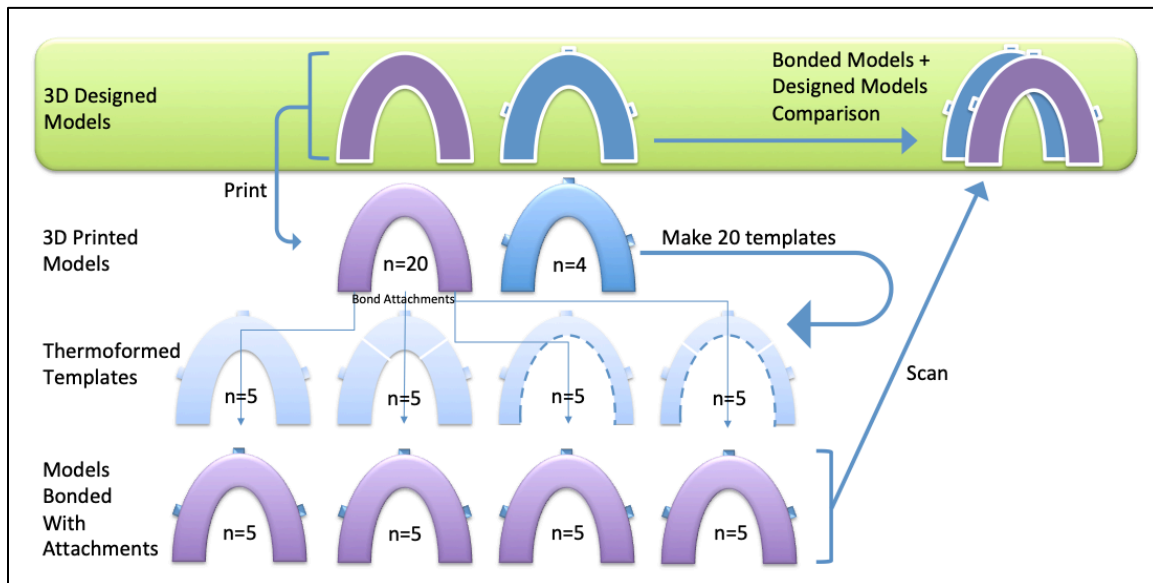 3D Designed
Models
Bonded Models +
Designed Models
Comparison
Print
3D Printed
Models
n=20
n=4
Make 20 templates
Bond Attachments
Thermoformed
Templates
n=5
n=5
n=5
n=5
Scan
Models
Bonded
With
Attachments
n=5
n=5
n=5
n=5